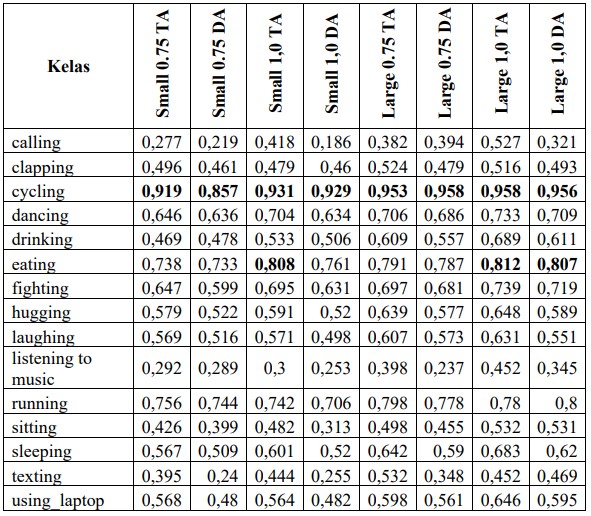 Kelas Small 0.75 TA Small 0.75 DA Small 1,0 TA Small 1,0 DA Large 0.75 TA Large 0.75 DA Large 1,0 TA Large 1,0 DA
calling 0,277 0,219 0,418 0,186 0,382 0,394 0,527 0,321
clapping 0,496 0,461 0,479 0,46 0,524 0,479 0,516 0,493
cycling 0,919 0,857 0,931 0,929 0,953 0,958 0,958 0,956
dancing 0,646 0,636 0,704 0,634 0,706 0,686 0,733 0,709
drinking 0,469 0,478 0,533 0,506 0,609 0,557 0,689 0,611
eating 0,738 0,733 0,808 0,761 0,791 0,787 0,812 0,807
fighting 0,647 0,599 0,695 0,631 0,697 0,681 0,739 0,719
hugging 0,579 0,522 0,591 0,52 0,639 0,577 0,648 0,589
laughing 0,569 0,516 0,571 0,498 0,607 0,573 0,631 0,551
listening to
music 0,292 0,289 0,3 0,253 0,398 0,237 0,452 0,345
running 0,756 0,744 0,742 0,706 0,798 0,778 0,78 0,8
sitting 0,426 0,399 0,482 0,313 0,498 0,455 0,532 0,531
sleeping 0,567 0,509 0,601 0,52 0,642 0,59 0,683 0,62
texting 0,395 0,24 0,444 0,255 0,532 0,348 0,452 0,469
using_laptop 0,568 0,48 0,564 0,482 0,598 0,561 0,646 0,595